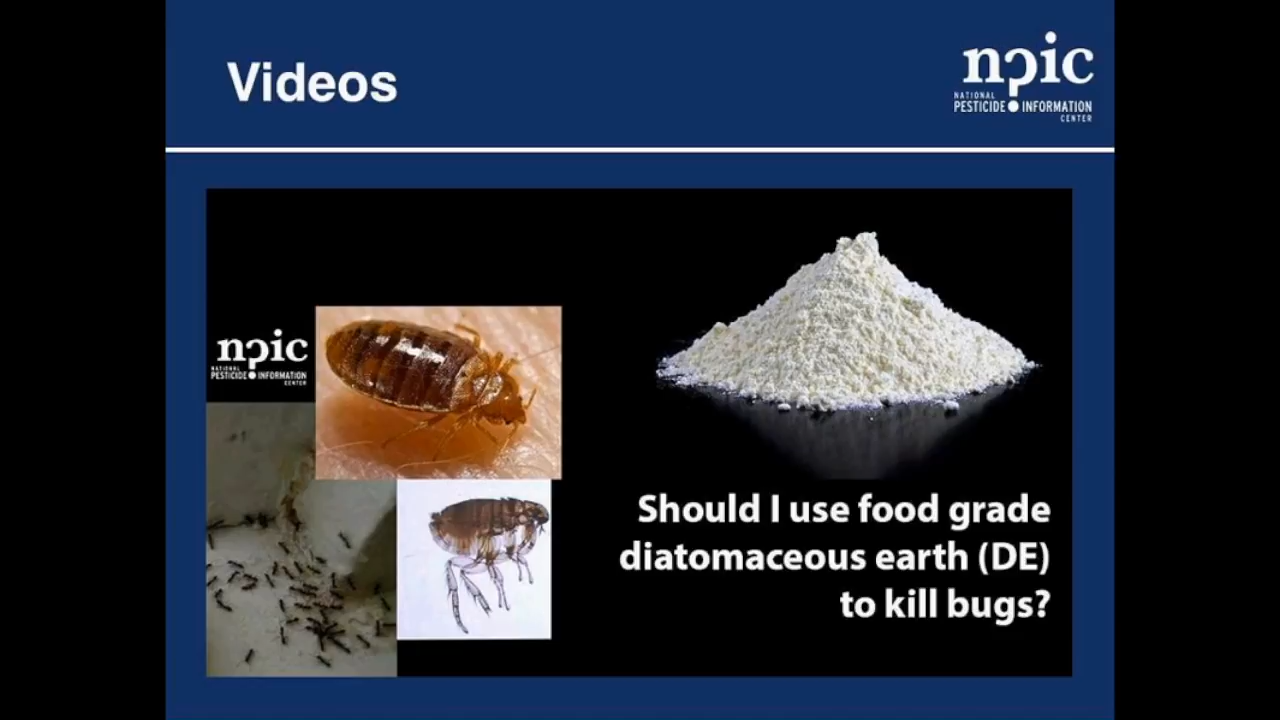 Videos
npic
NATIONAL
PESTICIDE INFORMATION
CENTER
npic
NATIONAL
PESTICIDE INFORMATION
CENTER
Should I use food grade
diatomaceous earth (DE)
to kill bugs?